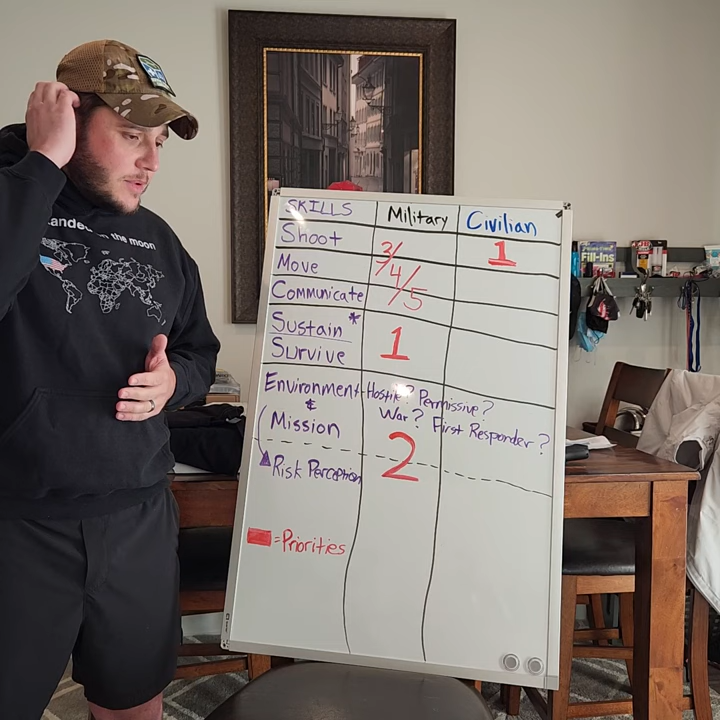 SKILLS Military Civilian
Shoot 1
Move 3/4/5
Communicate
Sustain *
Survive 1
Environment - Hostile? Permissive?
& War? First Responder?
Mission 2
Risk Perception
= Priorities
anded the moon
Fill-Ins